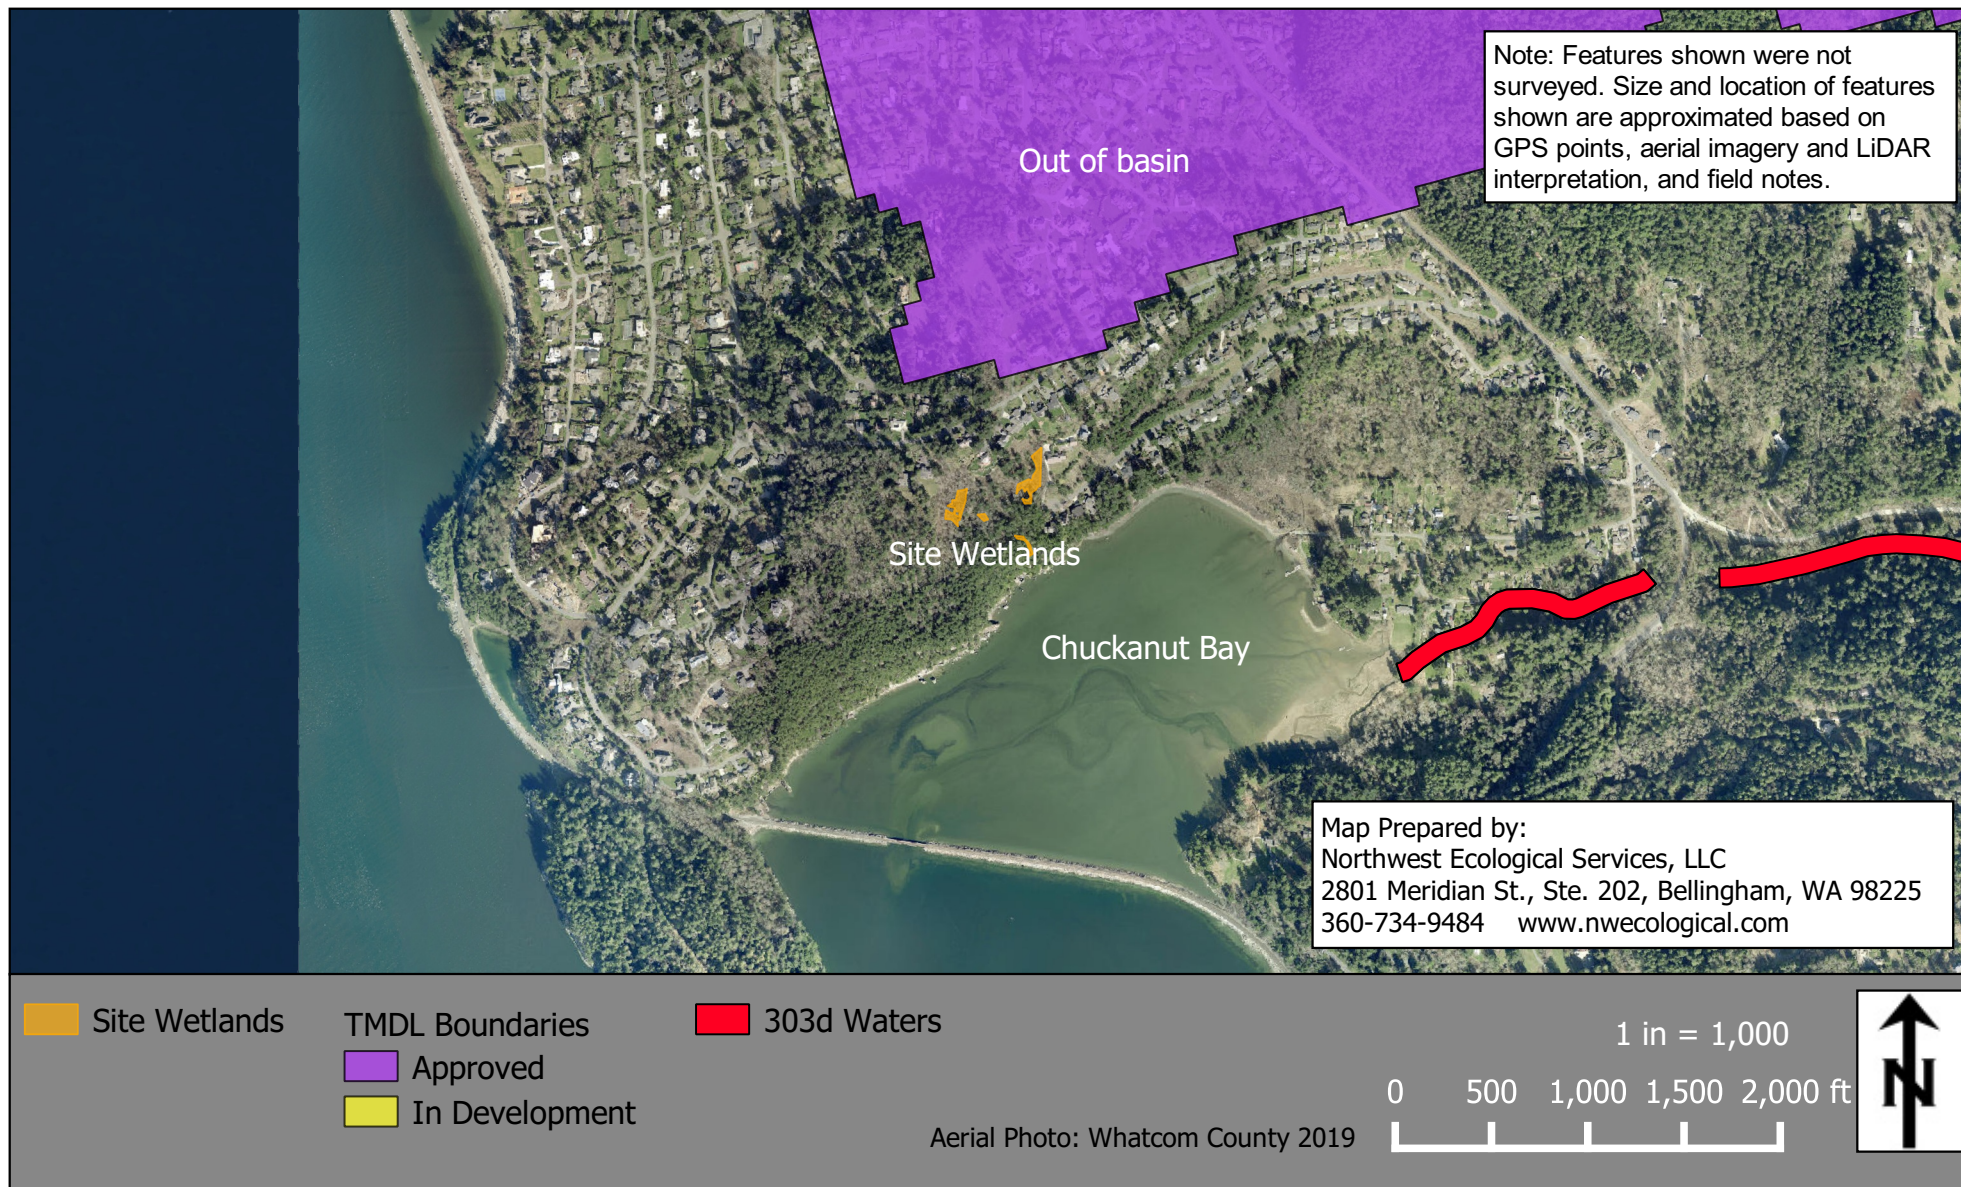 Note: Features shown were not
surveyed. Size and location of features
shown are approximated based on
GPS points, aerial imagery and LiDAR
interpretation, and field notes.
Out of basin
Site Wetlands
Chuckanut Bay
Map Prepared by:
Northwest Ecological Services, LLC
2801 Meridian St., Ste. 202, Bellingham, WA 98225
360-734-9484 www.nwecological.com
Site Wetlands
TMDL Boundaries
Approved
In Development
303d Waters
1 in = 1,000
0 500 1,000 1,500 2,000 ft
Aerial Photo: Whatcom County 2019
N